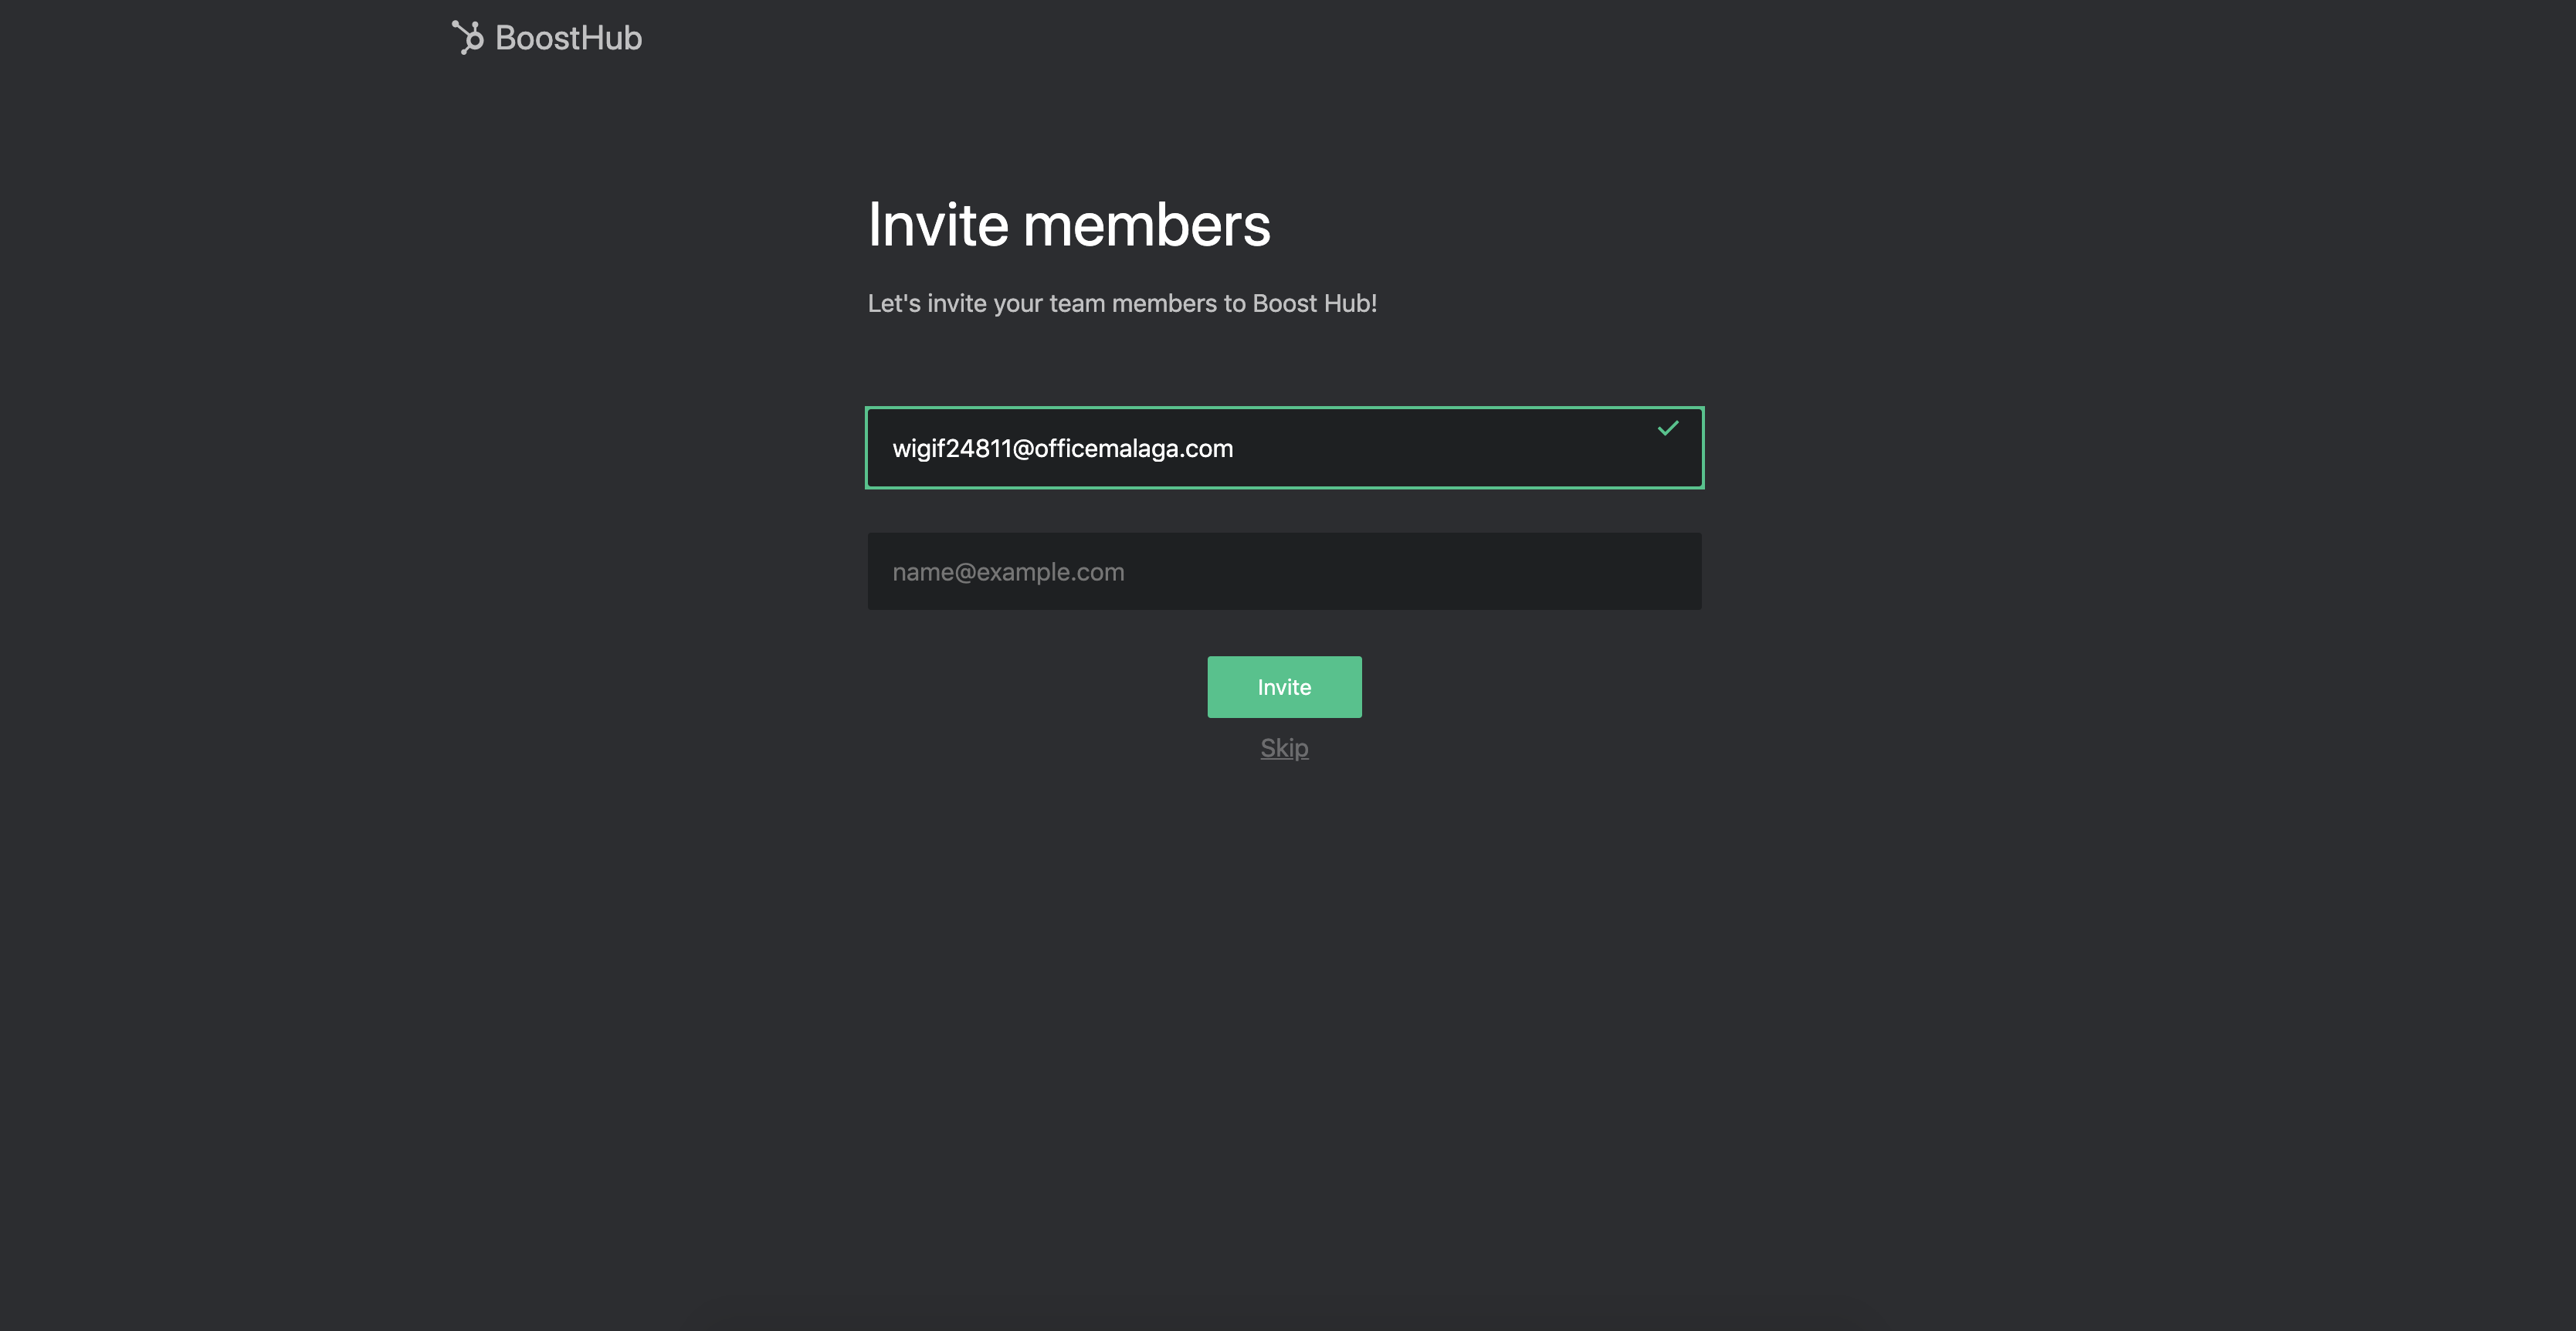 BoostHub
Invite members
Let's invite your team members to Boost Hub!
wigif24811@officemalaga.com
name@example.com
Invite
Skip